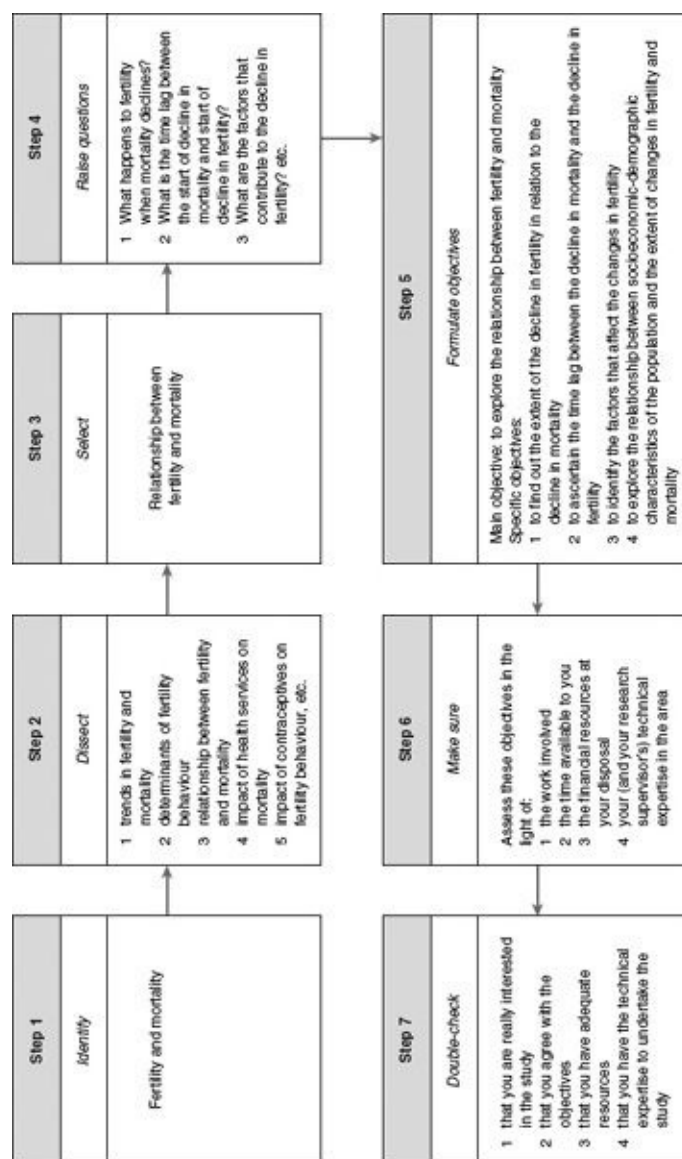 Step 1
Identify
Fertility and mortality
Step 2
Dissect
1 trends in fertility and
mortality
2 determinants of fertility
behaviour
3 relationship between fertility
and mortality
4 impact of health services on
mortality
5 impact of contraceptives on
fertility behaviour, etc.
Step 3
Select
Relationship between
fertility and mortality
Step 4
Raise questions
1 What happens to fertility
when mortality declines?
2 What is the time lag between
the start of decline in
mortality and start of
decline in fertility?
3 What are the factors that
contribute to the decline in
fertility? etc.
Step 5
Formulate objectives
Main objective: to explore the relationship between fertility and mortality
Specific objectives:
1 to find out the extent of the decline in fertility in relation to the
decline in mortality
2 to ascertain the time lag between the decline in mortality and the decline in
fertility
3 to identify the factors that affect the changes in fertility
4 to explore the relationship between socioeconomic-demographic
characteristics of the population and the extent of changes in fertility and
mortality
Step 6
Make sure
Assess these objectives in the
light of:
1 the work involved
2 the time available to you
3 the financial resources at
your disposal
4 your (and your research
supervisor's) technical
expertise in the area
Step 7
Double-check
1 that you are really interested
in the study
2 that you agree with the
objectives
3 that you have adequate
resources
4 that you have the technical
expertise to undertake the
study